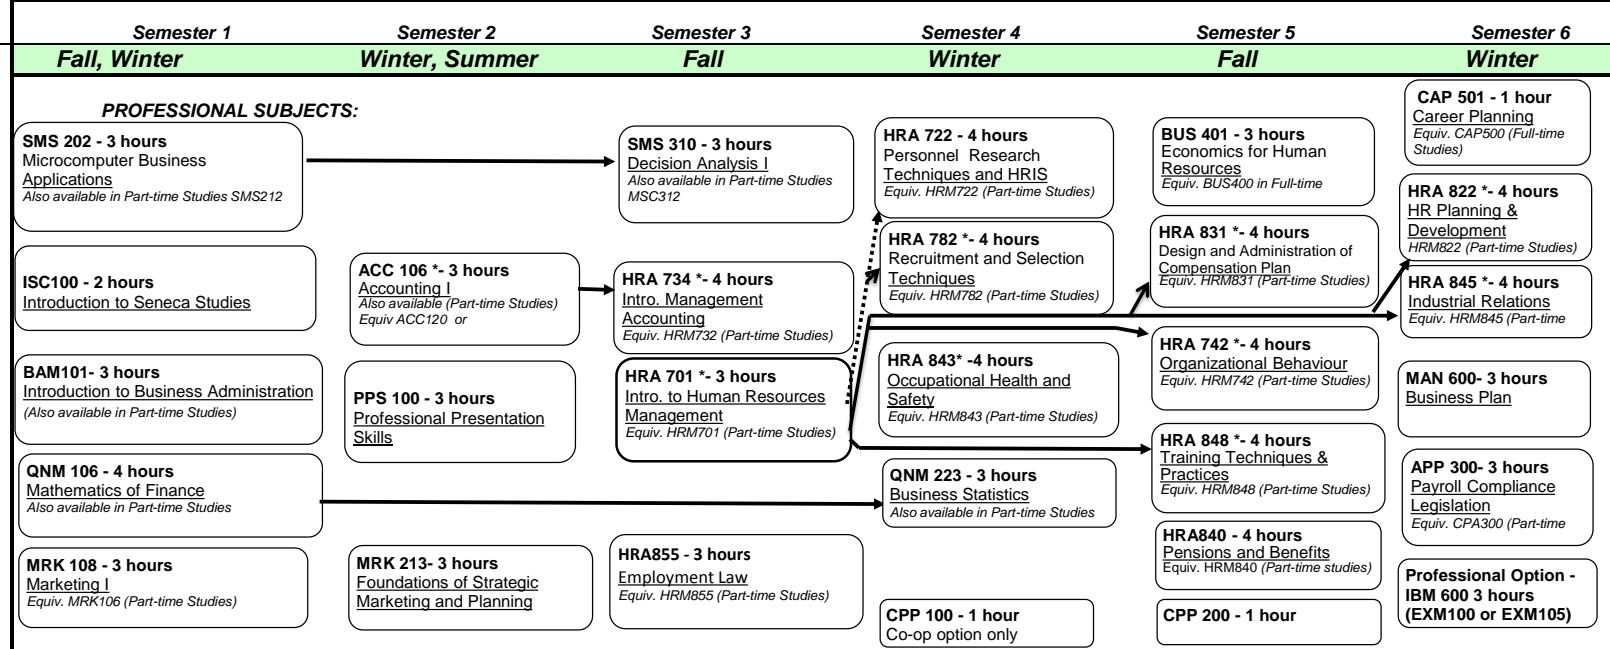 Semester 1
Semester 2
Semester 3
Semester 4
Semester 5
Semester 6
Fall, Winter
Winter, Summer
Fall
Winter
Fall
Winter
PROFESSIONAL SUBJECTS:
SMS 202 - 3 hours
Microcomputer Business
Applications
Also available in Part-time Studies SMS212
ISC100 - 2 hours
Introduction to Seneca Studies
BAM101- 3 hours
Introduction to Business Administration
(Also available in Part-time Studies)
QNM 106 - 4 hours
Mathematics of Finance
Also available in Part-time Studies
MRK 108 - 3 hours
Marketing I
Equiv. MRK106 (Part-time Studies)
ACC 106 *- 3 hours
Accounting I
Also available (Part-time Studies)
Equiv ACC120 or
PPS 100 - 3 hours
Professional Presentation
Skills
MRK 213- 3 hours
Foundations of Strategic
Marketing and Planning
SMS 310 - 3 hours
Decision Analysis I
Also available in Part-time Studies
MSC312
HRA 734 *- 4 hours
Intro. Management
Accounting
Equiv. HRM732 (Part-time Studies)
HRA 701 *- 3 hours
Intro. to Human Resources
Management
Equiv. HRM701 (Part-time Studies)
HRA855 - 3 hours
Employment Law
Equiv. HRM855 (Part-time Studies)
HRA 722 - 4 hours
Personnel Research
Techniques and HRIS
Equiv. HRM722 (Part-time Studies)
HRA 782 *- 4 hours
Recruitment and Selection
Techniques
Equiv. HRM782 (Part-time Studies)
HRA 843* -4 hours
Occupational Health and
Safety
Equiv. HRM843 (Part-time Studies)
QNM 223 - 3 hours
Business Statistics
Also available in Part-time Studies
CPP 100 - 1 hour
Co-op option only
BUS 401 - 3 hours
Economics for Human
Resources
Equiv. BUS400 in Full-time
HRA 831 *- 4 hours
Design and Administration of
Compensation Plan
Equiv. HRM831 (Part-time Studies)
HRA 742 *- 4 hours
Organizational Behaviour
Equiv. HRM742 (Part-time Studies)
HRA 848 *- 4 hours
Training Techniques &
Practices
Equiv. HRM848 (Part-time Studies)
HRA840 - 4 hours
Pensions and Benefits
Equiv. HRM840 (Part-time studies)
CPP 200 - 1 hour
CAP 501 - 1 hour
Career Planning
Equiv. CAP500 (Full-time
Studies)
HRA 822 *- 4 hours
HR Planning &
Development
HRM822 (Part-time Studies)
HRA 845 *- 4 hours
Industrial Relations
Equiv. HRM845 (Part-time
MAN 600- 3 hours
Business Plan
APP 300- 3 hours
Payroll Compliance
Legislation
Equiv. CPA300 (Part-time
Professional Option -
IBM 600 3 hours
(EXM100 or EXM105)